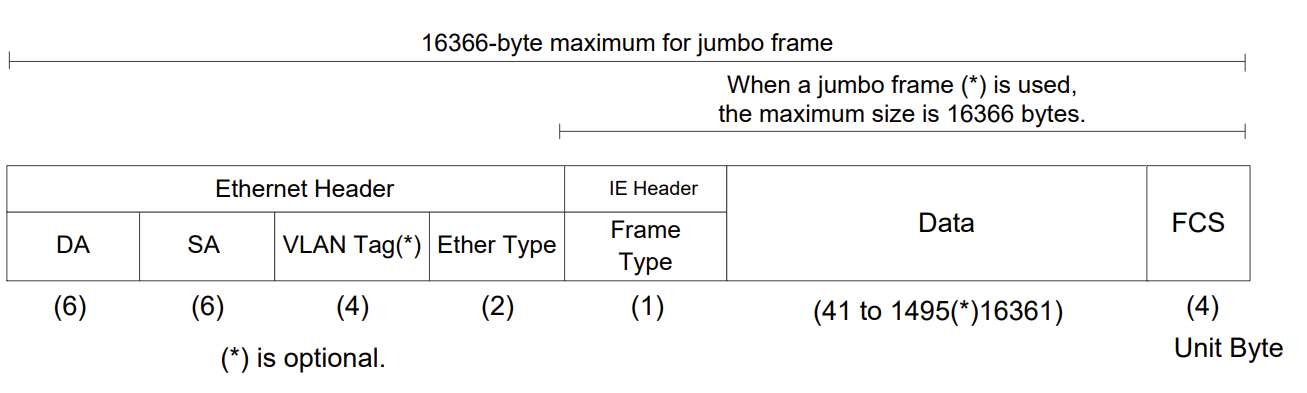 16366-byte maximum for jumbo frame
When a jumbo frame (*) is used,
the maximum size is 16366 bytes.
Ethernet Header
IE Header
Data
FCS
DA
SA
VLAN Tag(*)
Ether Type
Frame
Type
(6)
(6)
(4)
(2)
(1)
(41 to 1495(*)16361)
(4)
Unit Byte
(*) is optional.